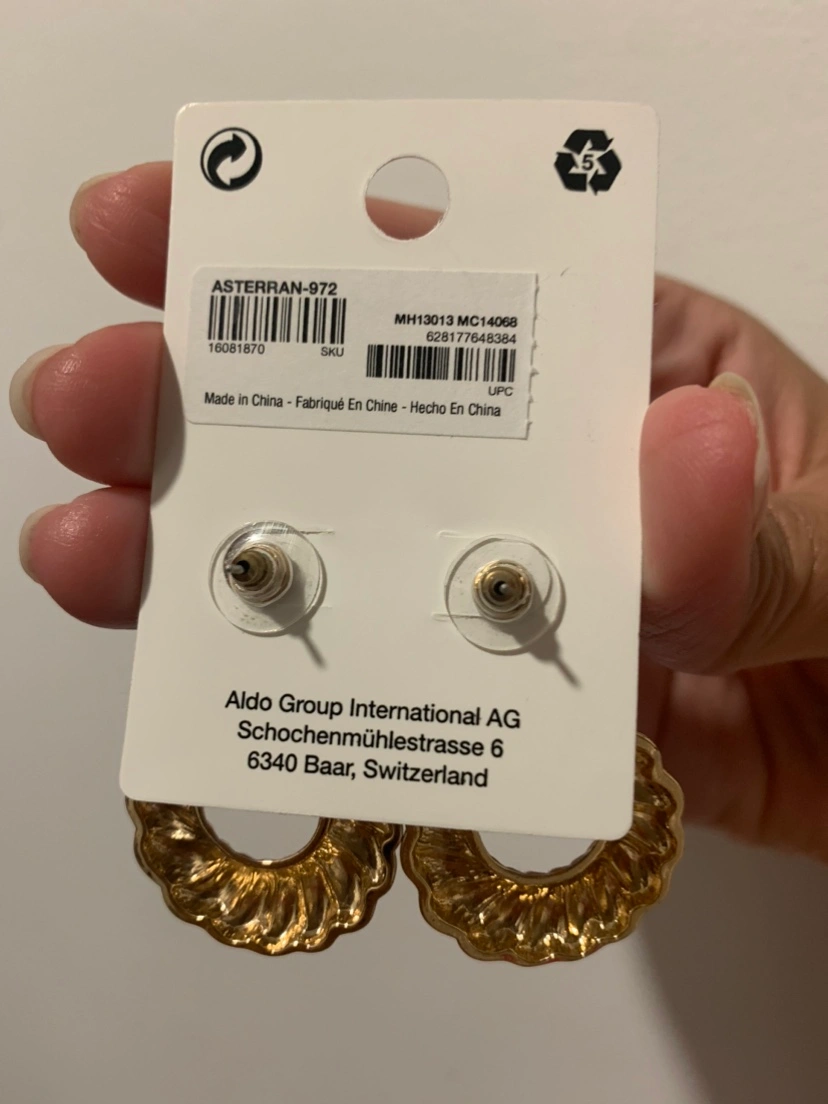 5
ASTERRAN-972
16081870 SKU
MH13013 MC14068
628177648384
UPC
Made in China - Fabriqué En Chine - Hecho En China
Aldo Group International AG
Schochenmühlestrasse 6
6340 Baar, Switzerland